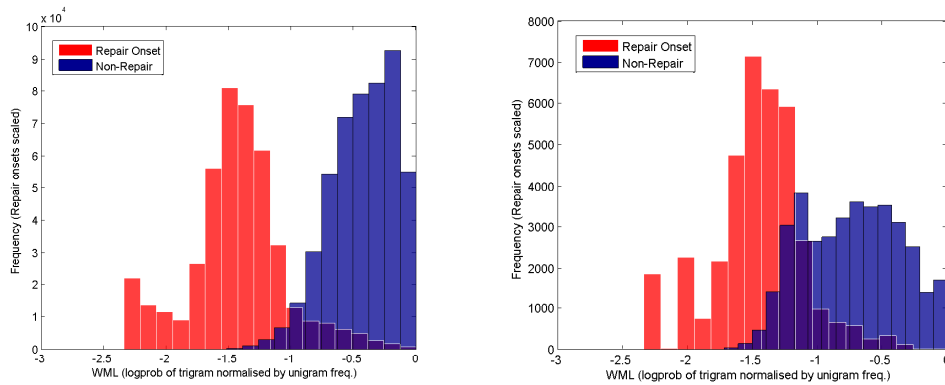 x 10^4
Frequency (Repair onsets scaled)
10
9
8
7
6
5
4
3
2
1
0
Repair Onset
Non-Repair
-3 -2.5 -2 -1.5 -1 -0.5 0
WML (logprob of trigram normalised by unigram freq.)
Frequency (Repair onsets scaled)
8000
7000
6000
5000
4000
3000
2000
1000
0
Repair Onset
Non-Repair
-3 -2.5 -2 -1.5 -1 -0.5 0
WML (logprob of trigram normalised by unigram freq.)